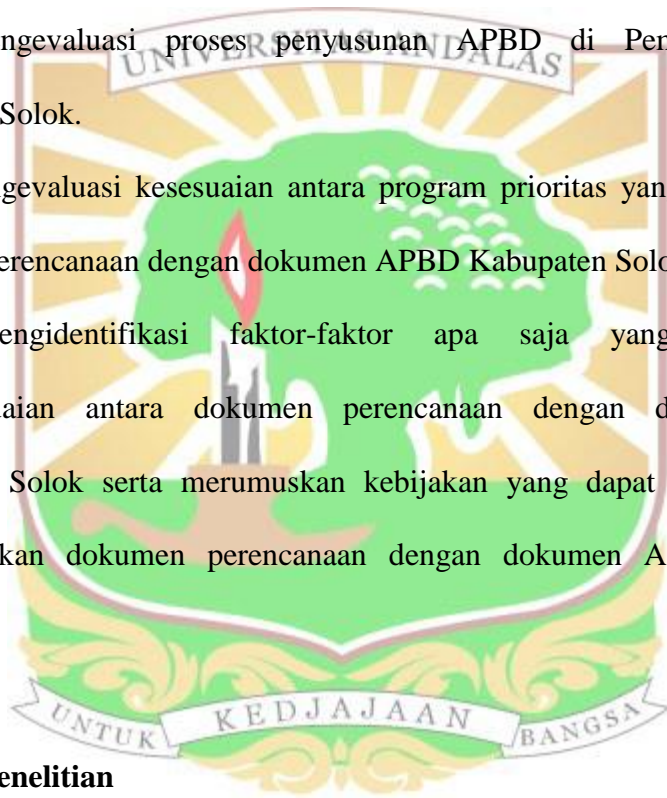 ngevaluasi proses penyusunan APBD di Pem
UNIVERSITAS ANDALAS
Solok.
gevaluasi kesesuaian antara program prioritas yan
erencanaan dengan dokumen APBD Kabupaten Solo
engidentifikasi faktor-faktor apa saja yang
uaian antara dokumen perencanaan dengan d
Solok serta merumuskan kebijakan yang dapat
kan dokumen perencanaan dengan dokumen A
UNTUK KEDJAJAAN BANGSA
enelitian